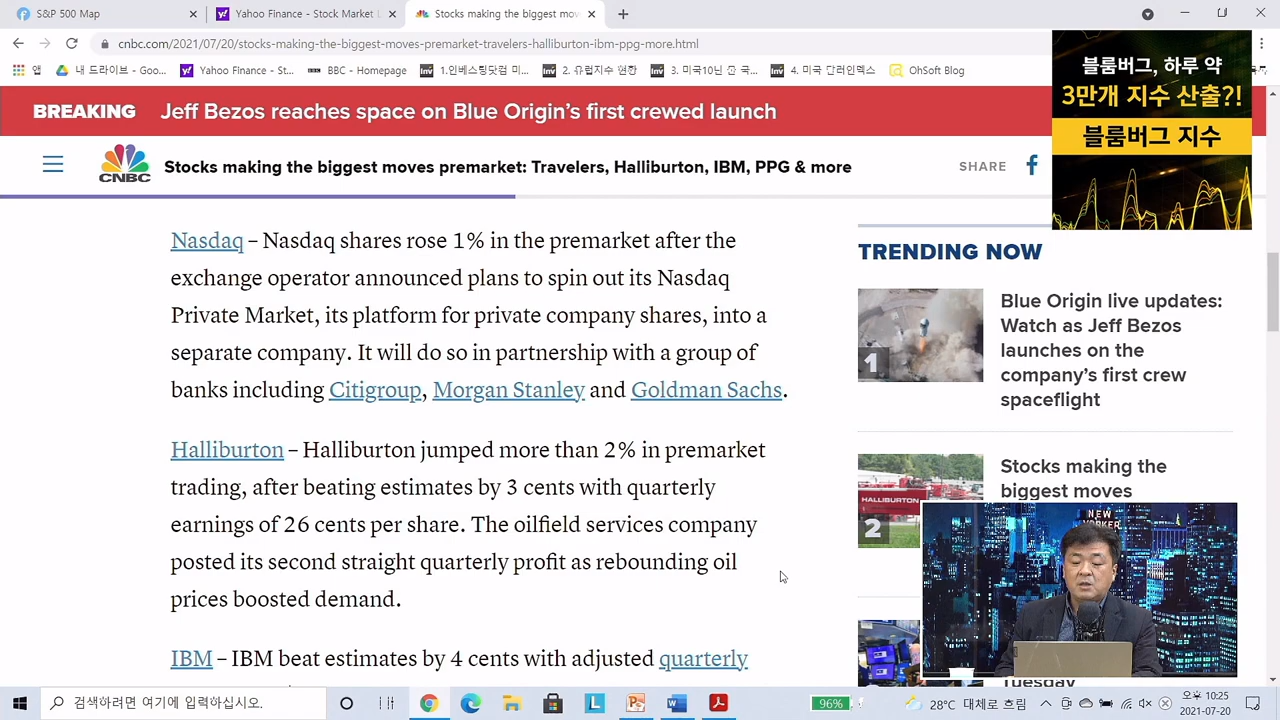 S&P 500 Map
Yahoo Finance - Stock Market L
Stocks making the biggest mov
cnbc.com/2021/07/20/stocks-making-the-biggest-moves-premarket-travelers-halliburton-ibm-ppg-more.html
앱
내 드라이브 - Goo...
Yahoo Finance - St...
BBC - Homepage
1.인베스팅닷컴 미...
2. 유럽지수 현황
3. 미국10년 존 국...
4. 미국 달러인덱스
OhSoft Blog
블룸버그, 하루 약
3만개 지수 산출?!
블룸버그 지수
BREAKING Jeff Bezos reaches space on Blue Origin's first crewed launch
CNBC
Stocks making the biggest moves premarket: Travelers, Halliburton, IBM, PPG & more
SHARE
Nasdaq – Nasdaq shares rose 1% in the premarket after the
exchange operator announced plans to spin out its Nasdaq
Private Market, its platform for private company shares, into a
separate company. It will do so in partnership with a group of
banks including Citigroup, Morgan Stanley and Goldman Sachs.
Halliburton – Halliburton jumped more than 2% in premarket
trading, after beating estimates by 3 cents with quarterly
earnings of 26 cents per share. The oilfield services company
posted its second straight quarterly profit as rebounding oil
prices boosted demand.
IBM – IBM beat estimates by 4 cents with adjusted quarterly
TRENDING NOW
1
Blue Origin live updates:
Watch as Jeff Bezos
launches on the
company's first crew
spaceflight
HALLIBURTON
2
Stocks making the
biggest moves
NEW
YORKER
Tuesday
검색하려면 여기에 입력하십시오.
96%
28°C 대체로 흐림
오후 10:25
2021-07-20